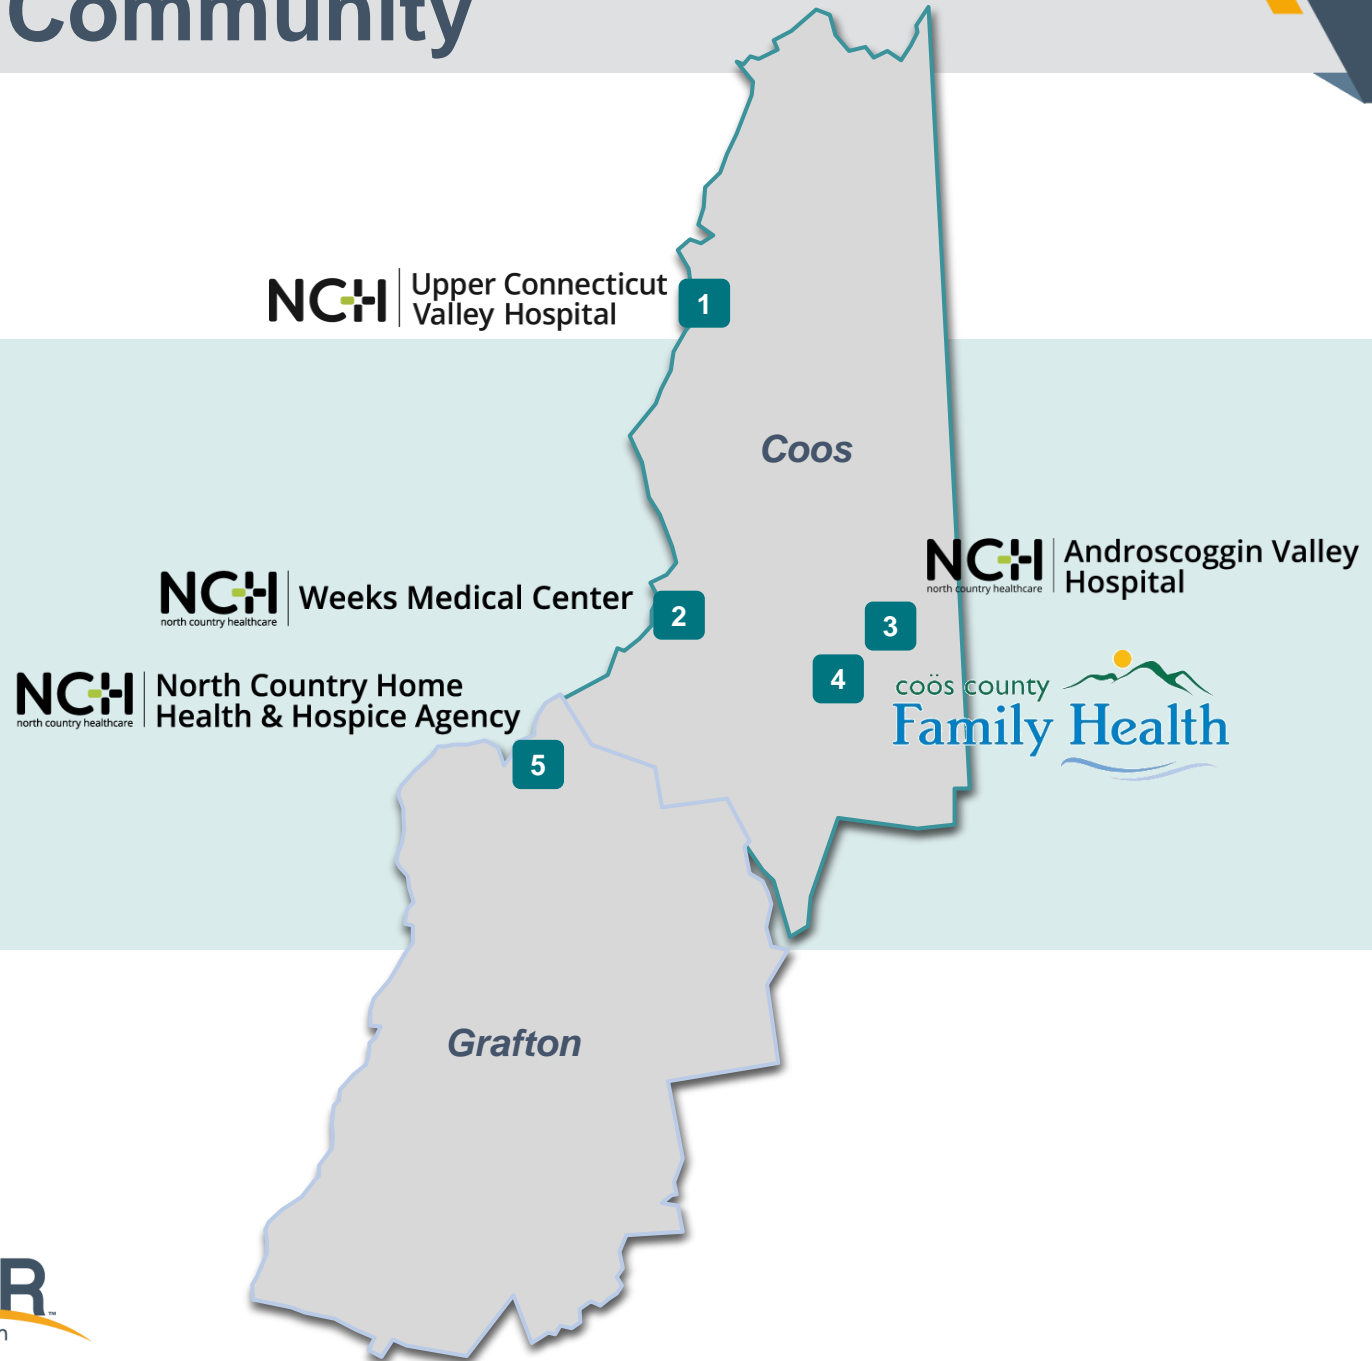 Community
NCH
Upper Connecticut
Valley Hospital
1
Coos
NCH
north country healthcare
Androscoggin Valley
Hospital
NCH
north country healthcare
Weeks Medical Center
2
3
4
coös county
Family Health
NCH
north country healthcare
North Country Home
Health & Hospice Agency
5
Grafton
R™
n